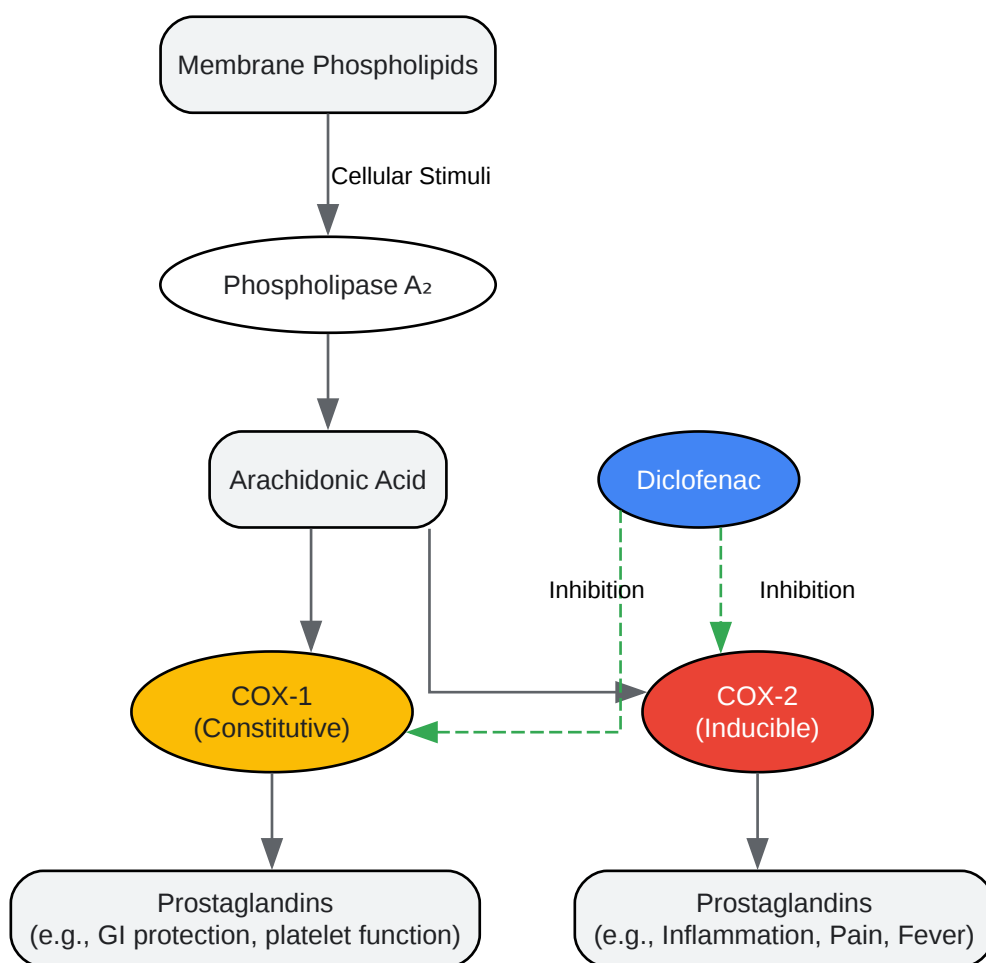 Membrane Phospholipids
Cellular Stimuli
Phospholipase A₂
Arachidonic Acid
Diclofenac
Inhibition
Inhibition
COX-1
(Constitutive)
COX-2
(Inducible)
Prostaglandins
(e.g., GI protection, platelet function)
Prostaglandins
(e.g., Inflammation, Pain, Fever)